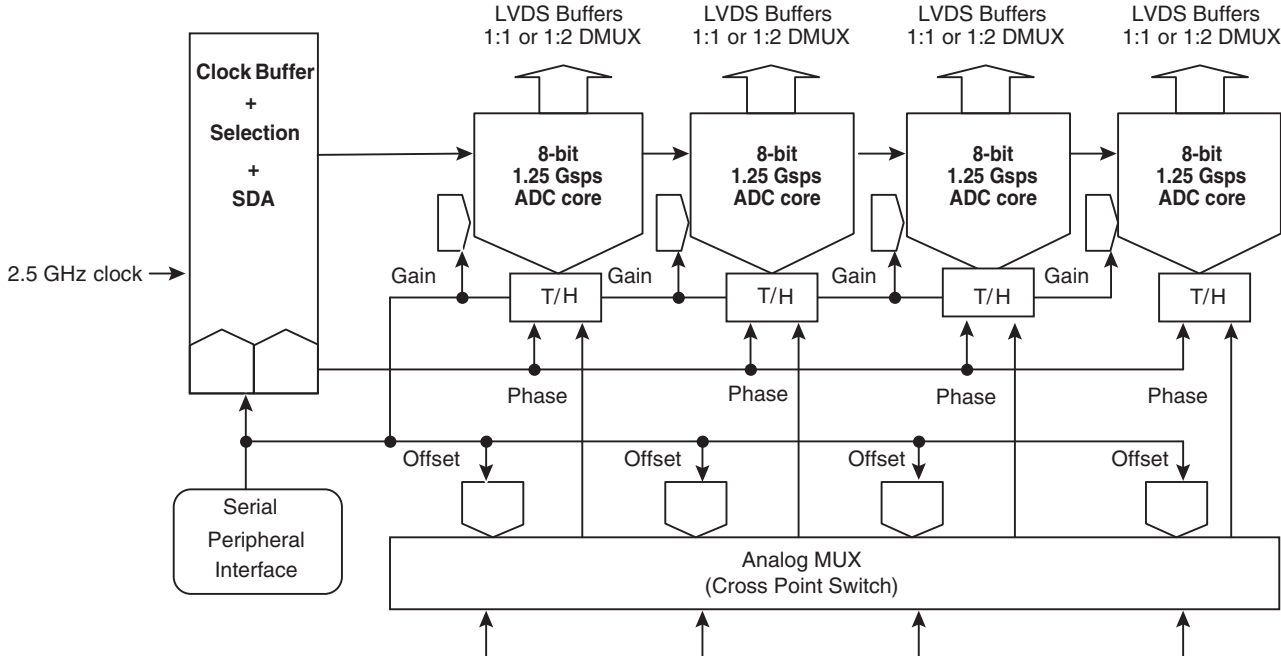 LVDS Buffers
1:1 or 1:2 DMUX
LVDS Buffers
1:1 or 1:2 DMUX
LVDS Buffers
1:1 or 1:2 DMUX
LVDS Buffers
1:1 or 1:2 DMUX
Clock Buffer
+
Selection
+
SDA
8-bit
1.25 Gsps
ADC core
8-bit
1.25 Gsps
ADC core
8-bit
1.25 Gsps
ADC core
8-bit
1.25 Gsps
ADC core
2.5 GHz clock
Gain
T/H
Gain
T/H
Gain
T/H
Gain
T/H
Phase
Phase
Phase
Phase
Offset
Offset
Offset
Offset
Serial
Peripheral
Interface
Analog MUX
(Cross Point Switch)